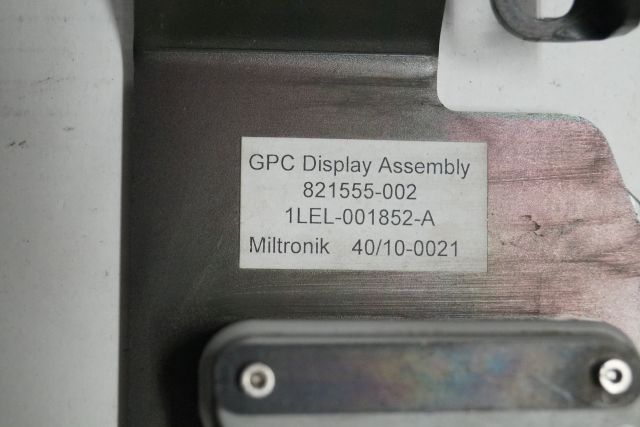 GPC Display Assembly
821555-002
1LEL-001852-A
Miltronik 40/10-0021